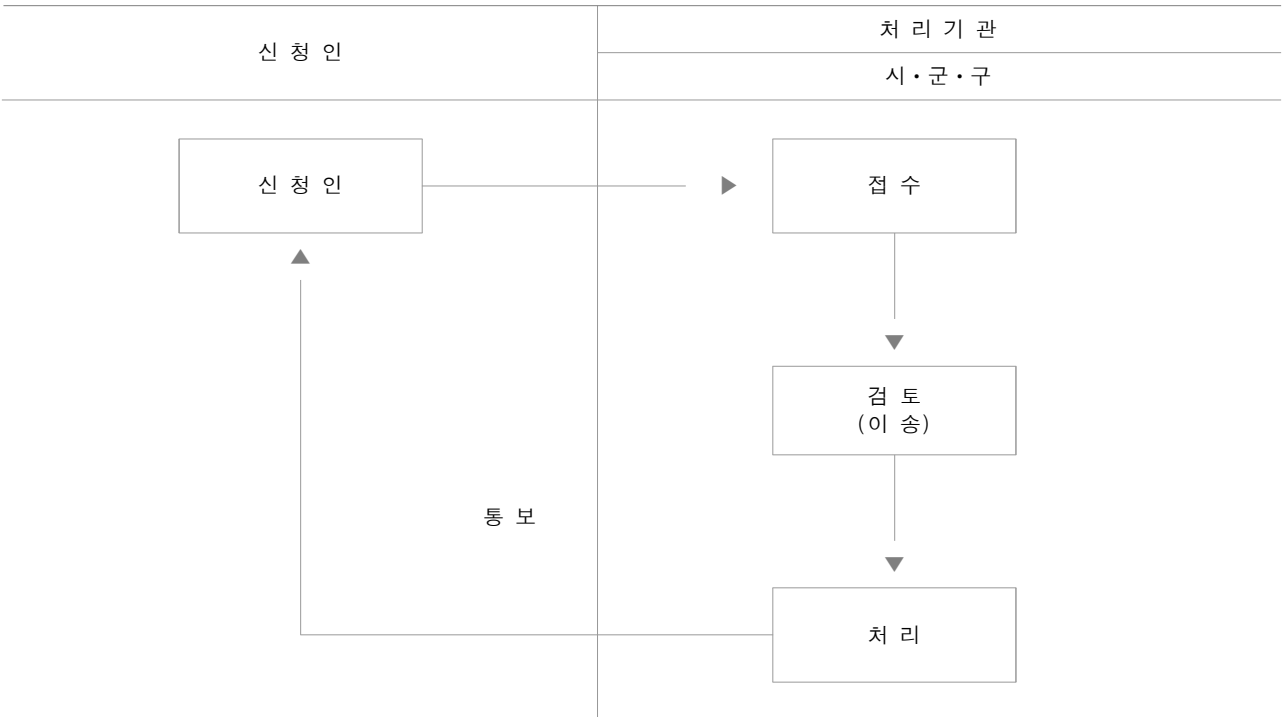 신 청 인
처 리 기 관
시・군・구
신 청 인
접 수
검 토
(이 송)
통 보
처 리